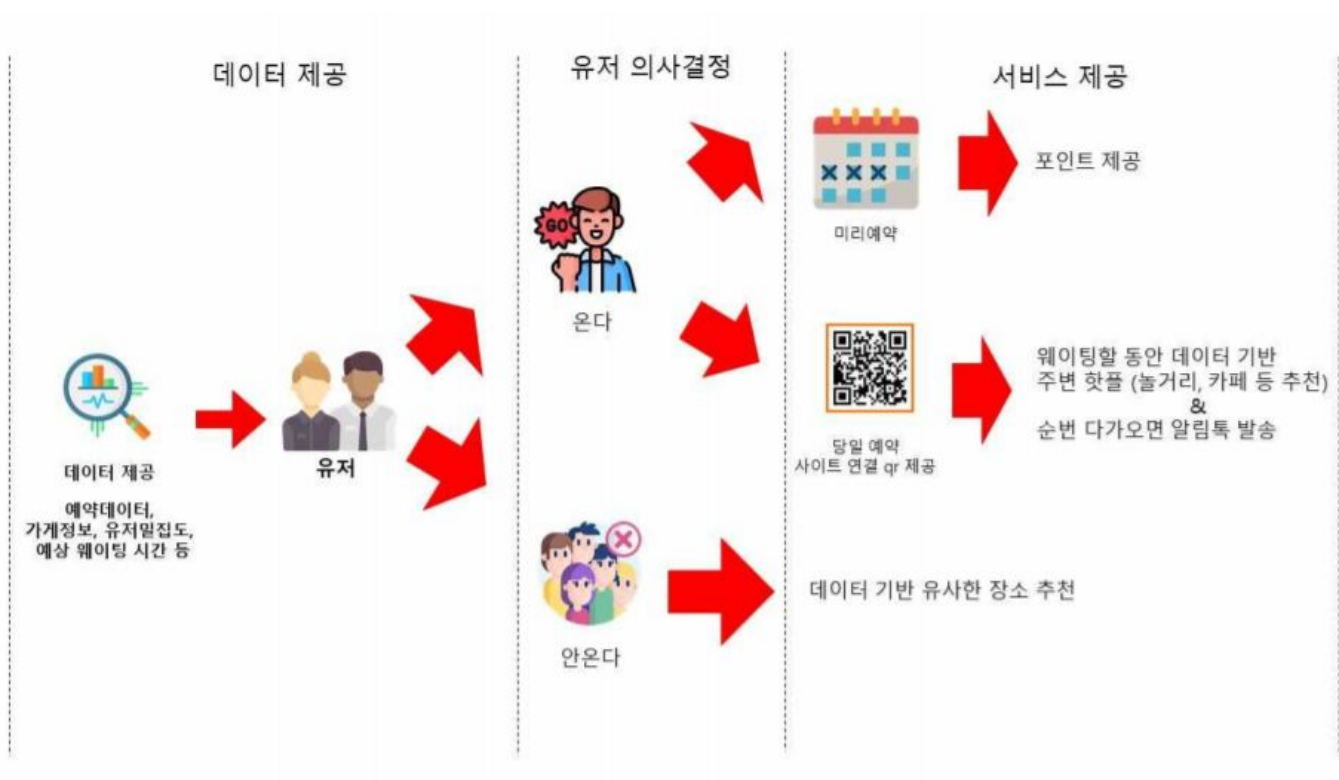 데이터 제공
유저 의사결정
서비스 제공
데이터 제공
예약데이터,
가게정보, 유저밀집도,
예상 웨이팅 시간 등
유저
GO
온다
안온다
미리예약
포인트 제공
당일 예약
사이트 연결 qr 제공
웨이팅할 동안 데이터 기반
주변 핫플 (놀거리, 카페 등 추천)
&
순번 다가오면 알림톡 발송
데이터 기반 유사한 장소 추천